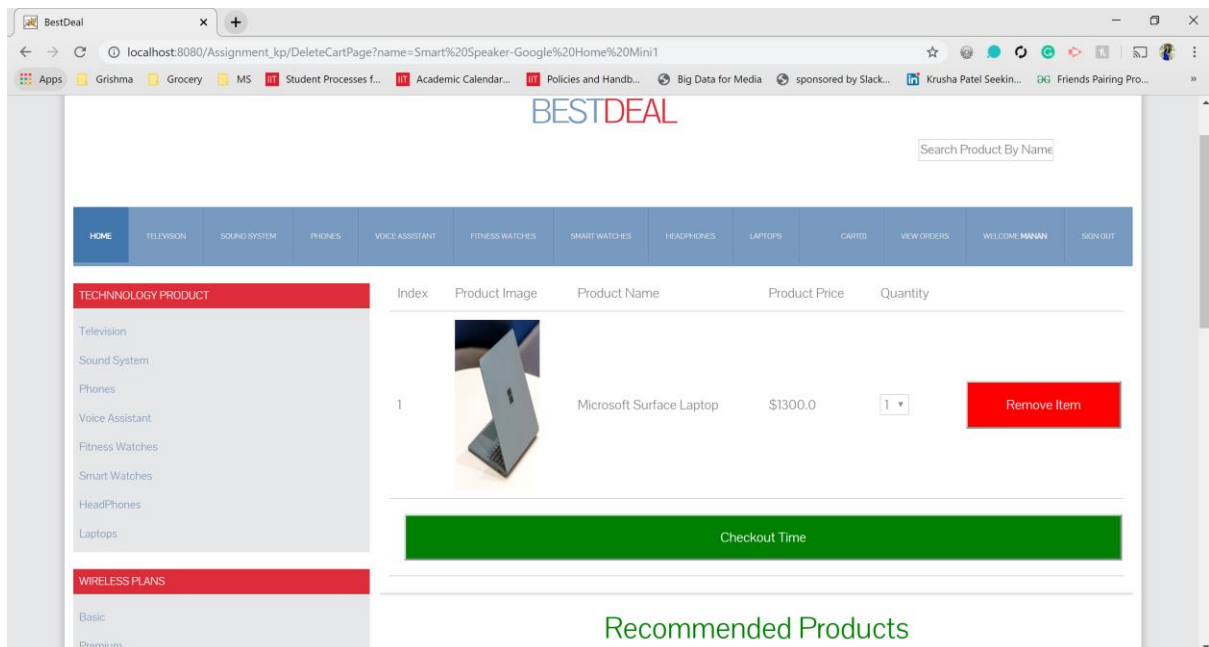 BestDeal
localhost:8080/Assignment_kp/DeleteCartPage?name=Smart%20Speaker-Google%20Home%20Mini1
Apps Grishma Grocery MS IIT Student Processes f... IIT Academic Calendar... IIT Policies and Handb... Big Data for Media sponsored by Slack... in Krusha Patel Seekin... Friends Pairing Pro... »
BESTDEAL
Search Product By Name
HOME TELEVISION SOUND SYSTEM PHONES VOICE ASSISTANT FITNESS WATCHES SMART WATCHES HEADPHONES LAPTOPS CART(1) VIEW ORDERS WELCOME MANAN SIGN OUT
TECHNNOLOGY PRODUCT
Television
Sound System
Phones
Voice Assistant
Fitness Watches
Smart Watches
HeadPhones
Laptops
WIRELESS PLANS
Basic
Premium
Index Product Image Product Name Product Price Quantity
1 Microsoft Surface Laptop $1300.0 1 Remove Item
Checkout Time
Recommended Products